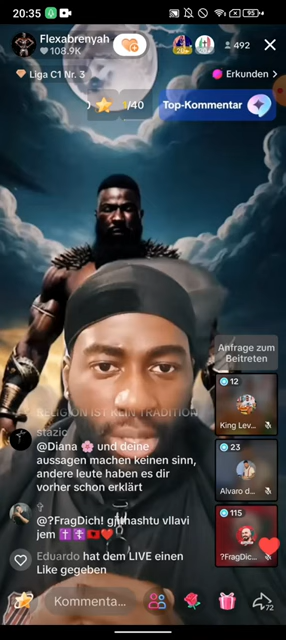 20:35
95
Flexabrenyah
108.9K
492
Liga C1 Nr. 3
Erkunden >
1/40
Top-Kommentar
RELIGION IST KEIN TRADITION
Anfrage zum
Beitreten
stazic
@Diana 🌸 und deine
aussagen machen keinen sinn,
andere leute haben es dir
vorher schon erklärt
12
King Lev...
23
Alvaro d...
@?FragDich! gjithashtu vllavi
jem
115
?FragDic...
Eduardo hat dem LIVE einen
Like gegeben
Kommenta...
72